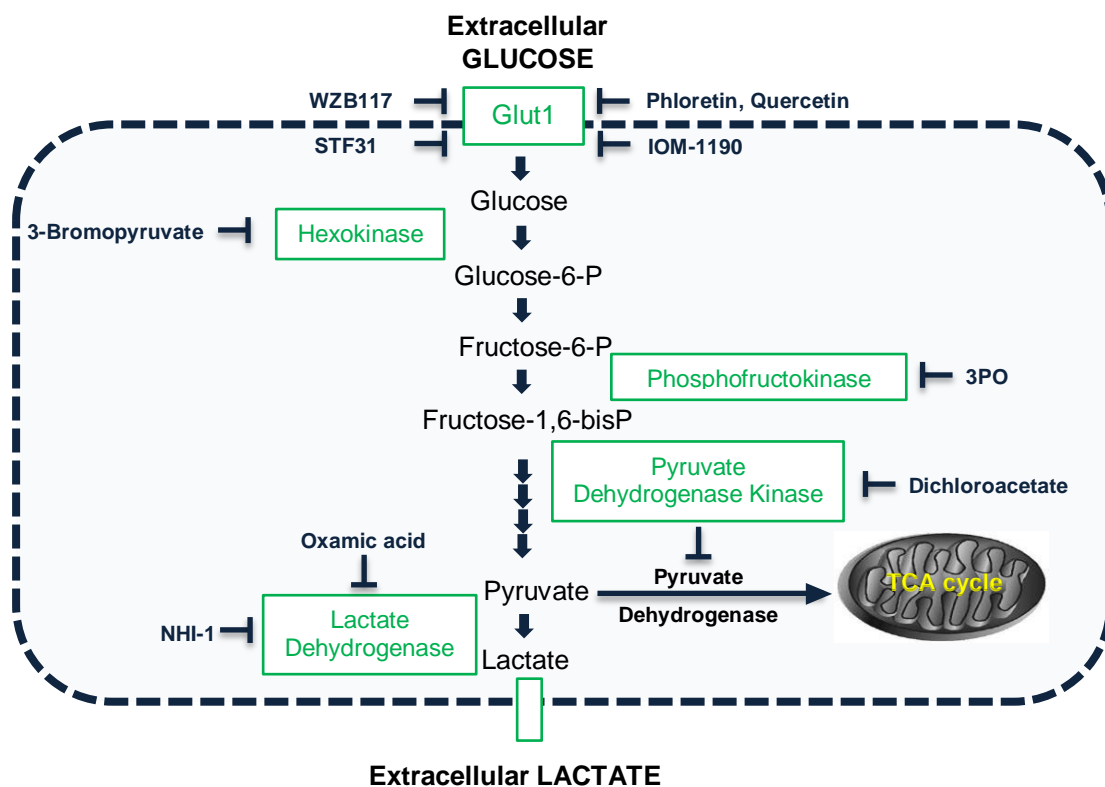 Extracellular
GLUCOSE
WZB117
Glut1
Phloretin, Quercetin
STF31
IOM-1190
Glucose
3-Bromopyruvate
Hexokinase
Glucose-6-P
Fructose-6-P
Phosphofructokinase
3PO
Fructose-1,6-bisP
Pyruvate
Dehydrogenase Kinase
Dichloroacetate
Oxamic acid
Pyruvate
Pyruvate
Dehydrogenase
TCA cycle
NHI-1
Lactate
Dehydrogenase
Lactate
Extracellular LACTATE